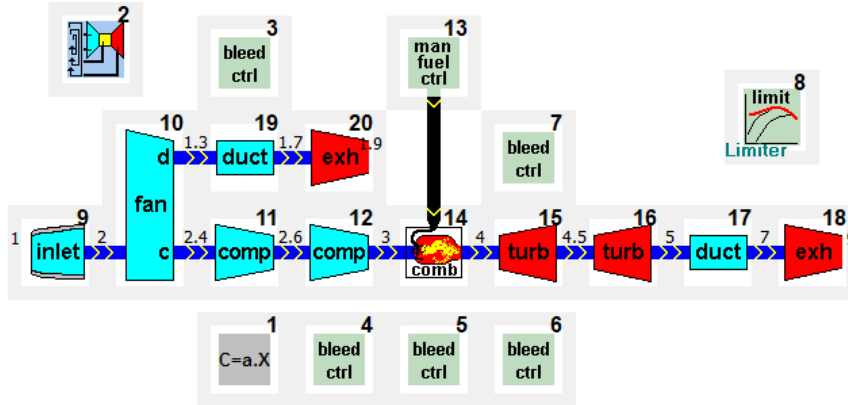 2
3
bleed
ctrl
13
man
fuel
ctrl
8
limit
Limiter
10
1.3
19
1.7
20
1.9
7
bleed
ctrl
d
duct
exh
fan
9
11
12
14
15
16
17
18
1
inlet
2
c
2.4
comp
2.6
comp
3
comb
4
turb
4.5
turb
5
duct
7
exh
1
C=a.X
4
bleed
ctrl
5
bleed
ctrl
6
bleed
ctrl